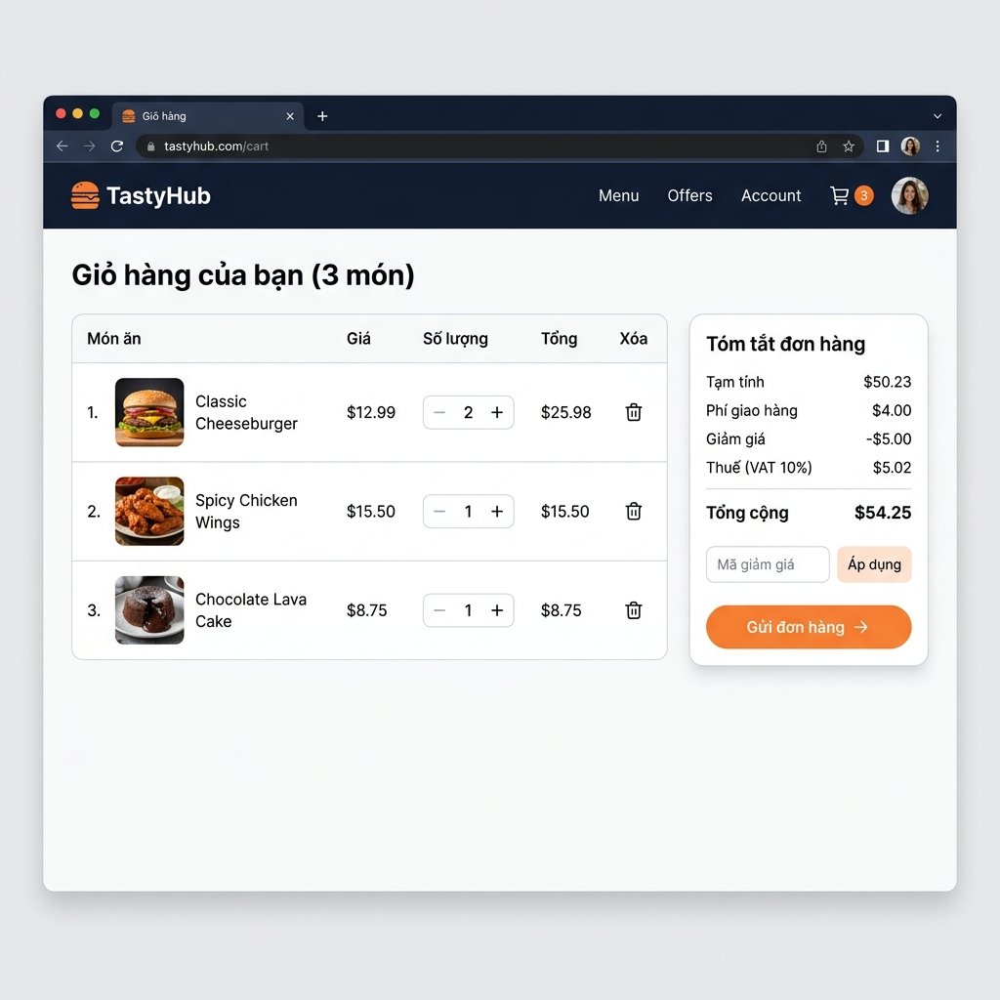 Giỏ hàng
tastyhub.com/cart
TastyHub
Menu
Offers
Account
3
Giỏ hàng của bạn (3 món)
Món ăn
Giá
Số lượng
Tổng
Xóa
1.
Classic
Cheeseburger
$12.99
2
$25.98
2.
Spicy Chicken
Wings
$15.50
1
$15.50
3.
Chocolate Lava
Cake
$8.75
1
$8.75
Tóm tắt đơn hàng
Tạm tính $50.23
Phí giao hàng $4.00
Giảm giá -$5.00
Thuế (VAT 10%) $5.02
Tổng cộng $54.25
Mã giảm giá
Áp dụng
Gửi đơn hàng →